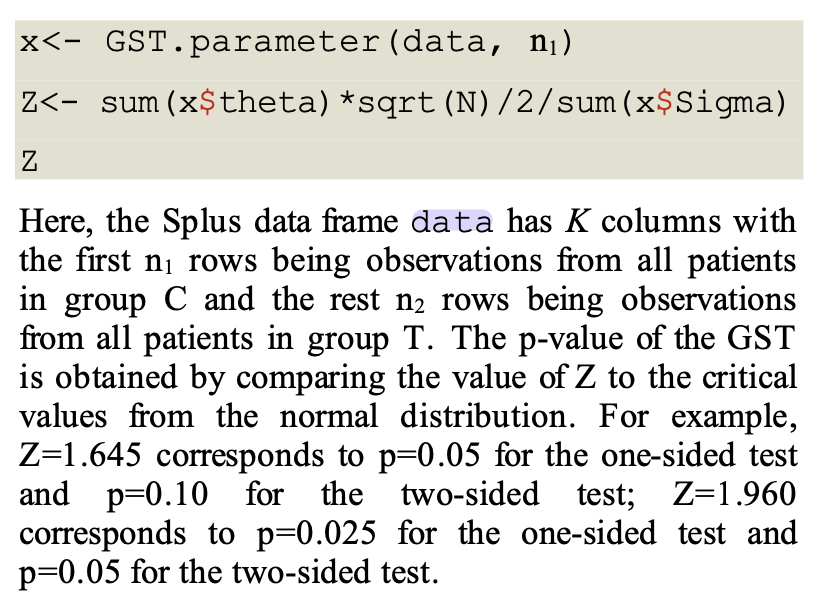 x<- GST.parameter(data, n₁)
Z<- sum(x$theta)*sqrt(N)/2/sum(x$Sigma)
Z
Here, the Splus data frame data has K columns with
the first n₁ rows being observations from all patients
in group C and the rest n₂ rows being observations
from all patients in group T. The p-value of the GST
is obtained by comparing the value of Z to the critical
values from the normal distribution. For example,
Z=1.645 corresponds to p=0.05 for the one-sided test
and p=0.10 for the two-sided test; Z=1.960
corresponds to p=0.025 for the one-sided test and
p=0.05 for the two-sided test.